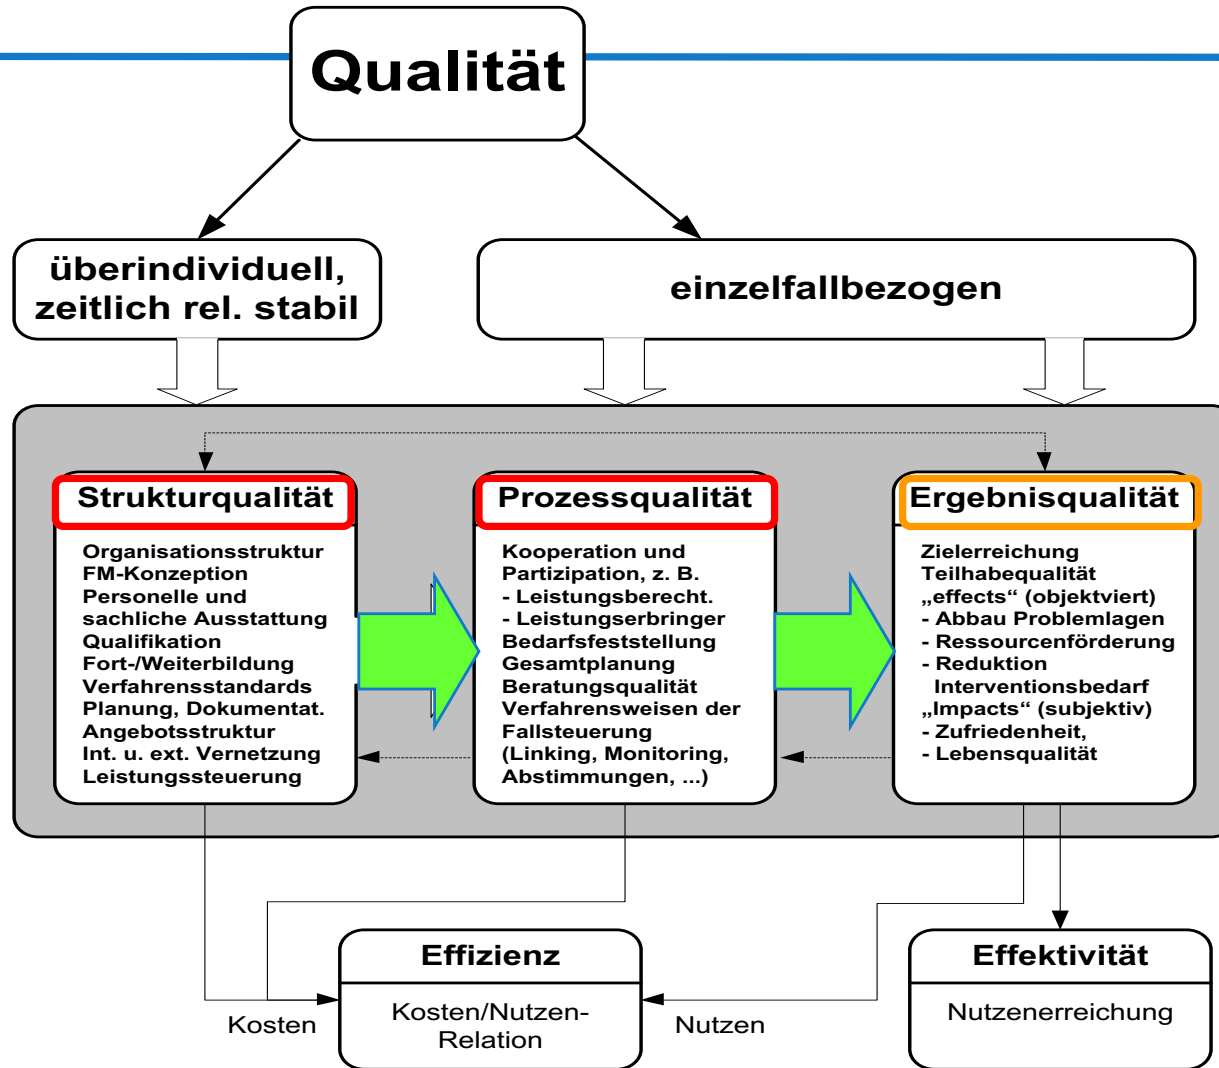 Qualität
überindividuell,
zeitlich rel. stabil
einzelfallbezogen
Strukturqualität
Organisationsstruktur
FM-Konzeption
Personelle und
sachliche Ausstattung
Qualifikation
Fort-/Weiterbildung
Verfahrensstandards
Planung, Dokumentat.
Angebotsstruktur
Int. u. ext. Vernetzung
Leistungssteuerung
Prozessqualität
Kooperation und
Partizipation, z. B.
- Leistungsberecht.
- Leistungserbringer
Bedarfsfeststellung
Gesamtplanung
Beratungsqualität
Verfahrensweisen der
Fallsteuerung
(Linking, Monitoring,
Abstimmungen, ...)
Ergebnisqualität
Zielerreichung
Teilhabequalität
„effects“ (objektviert)
- Abbau Problemlagen
- Ressourcenförderung
- Reduktion
Interventionsbedarf
„Impacts“ (subjektiv)
- Zufriedenheit,
- Lebensqualität
Kosten
Effizienz
Kosten/Nutzen-
Relation
Nutzen
Effektivität
Nutzenerreichung